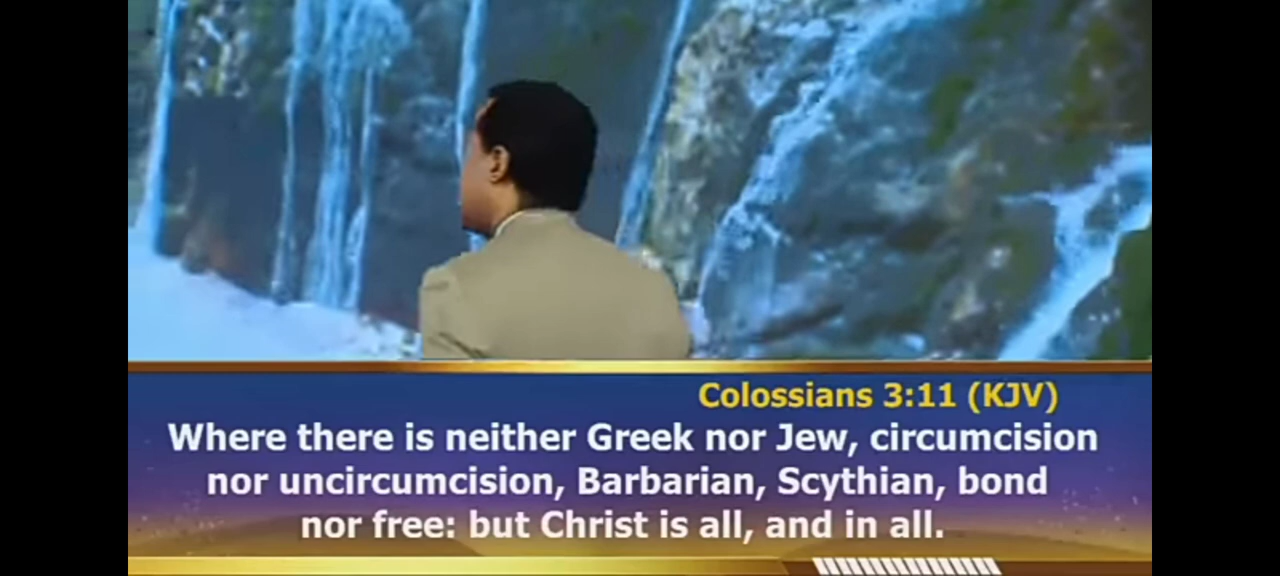 Colossians 3:11 (KJV)
Where there is neither Greek nor Jew, circumcision
nor uncircumcision, Barbarian, Scythian, bond
nor free: but Christ is all, and in all.